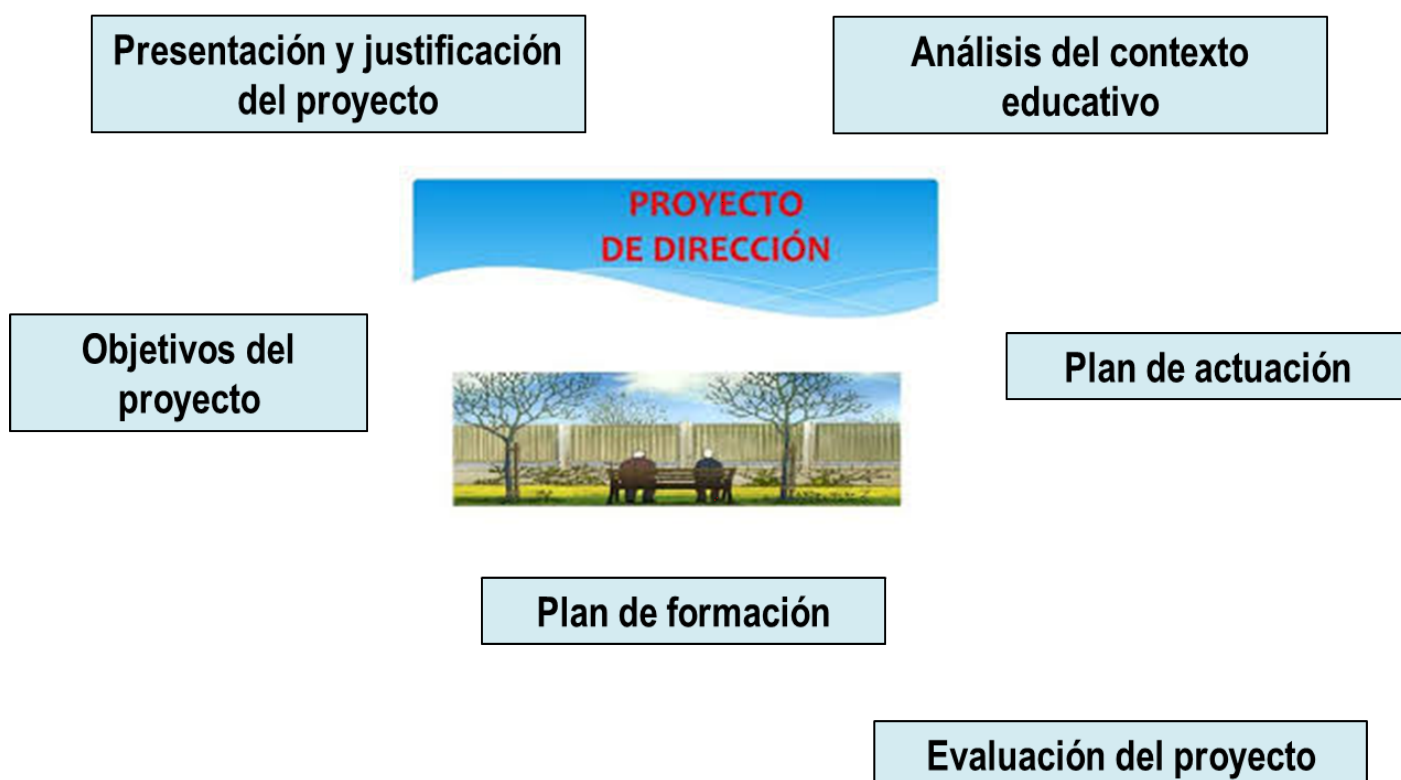 Presentación y justificación
del proyecto
Análisis del contexto
educativo
PROYECTO
DE DIRECCIÓN
Objetivos del
proyecto
Plan de actuación
Plan de formación
Evaluación del proyecto